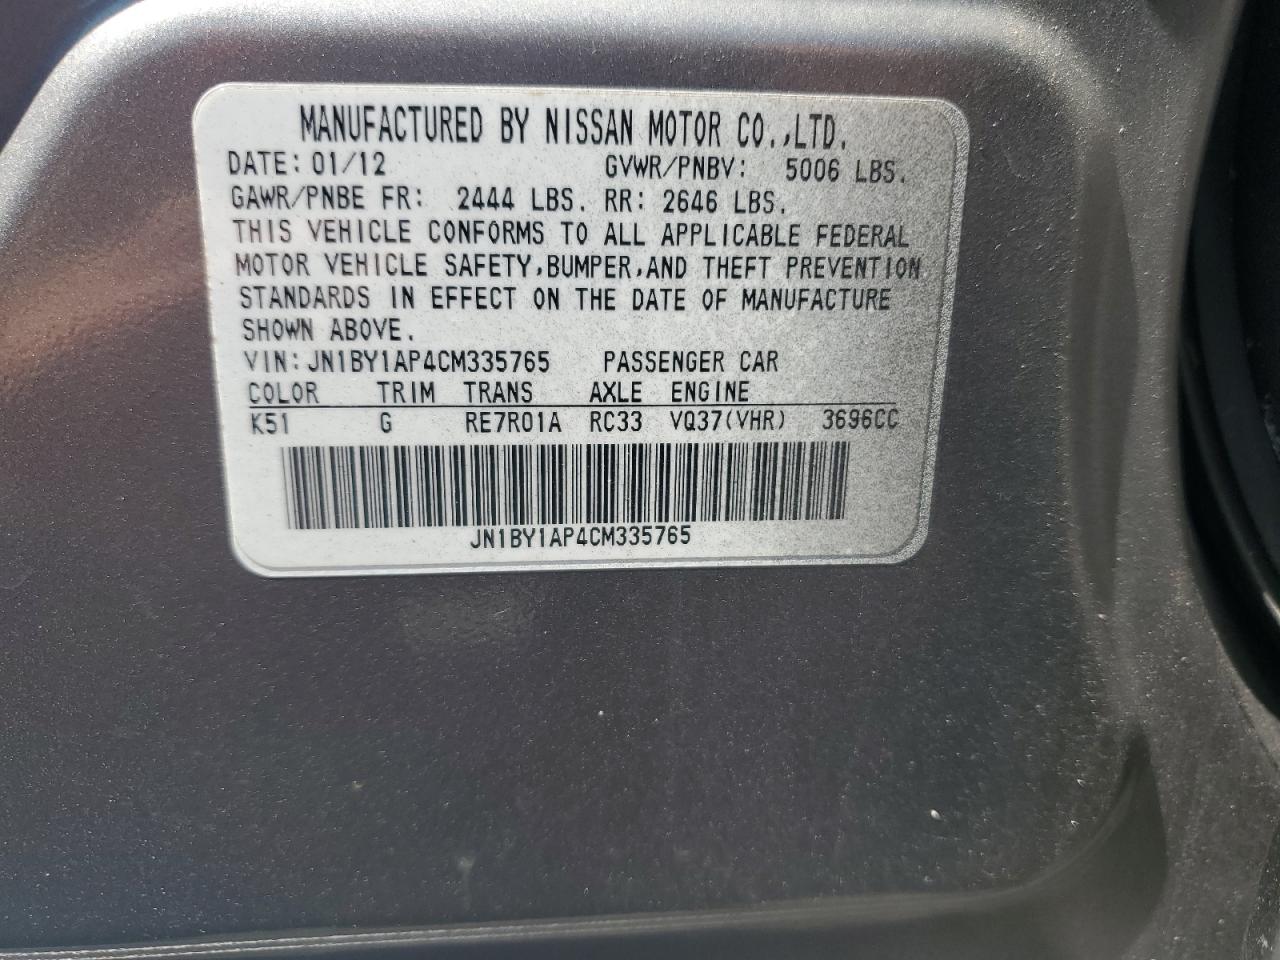 MANUFACTURED BY NISSAN MOTOR CO.,LTD.
DATE: 01/12 GVWR/PNBV: 5006 LBS.
GAWR/PNBE FR: 2444 LBS. RR: 2646 LBS.
THIS VEHICLE CONFORMS TO ALL APPLICABLE FEDERAL
MOTOR VEHICLE SAFETY,BUMPER,AND THEFT PREVENTION
STANDARDS IN EFFECT ON THE DATE OF MANUFACTURE
SHOWN ABOVE.
VIN: JN1BY1AP4CM335765 PASSENGER CAR
COLOR TRIM TRANS AXLE ENGINE
K51 G RE7R01A RC33 VQ37(VHR) 3696CC
JN1BY1AP4CM335765